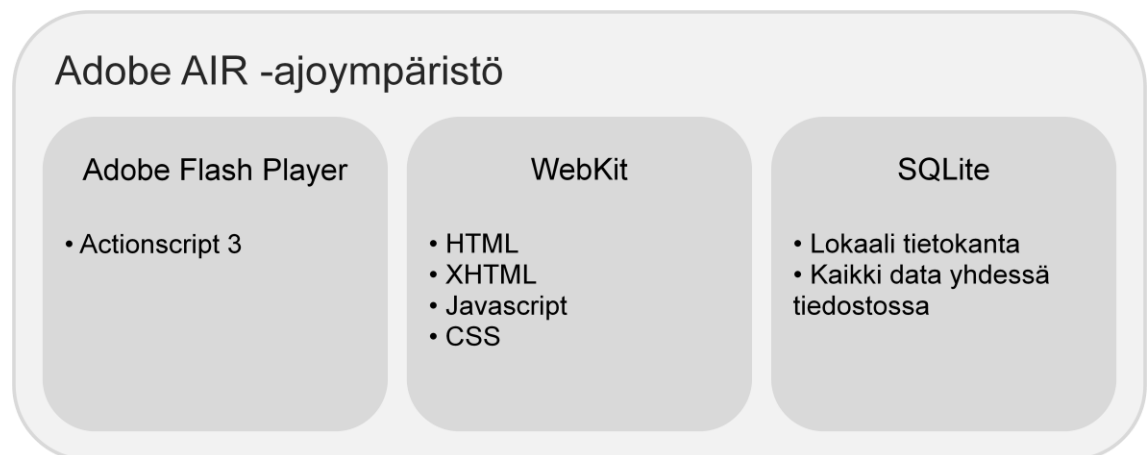 Adobe AIR -ajoympäristö
Adobe Flash Player
• Actionscript 3
WebKit
• HTML
• XHTML
• Javascript
• CSS
SQLite
• Lokaali tietokanta
• Kaikki data yhdessä
tiedostossa